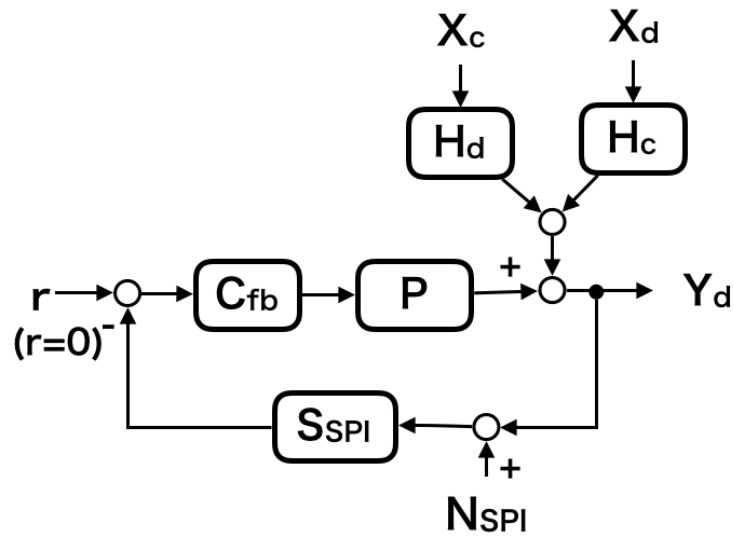 Xc Xd
Hd Hc
+
r Cfb P Yd
(r=0) -
SSPI
+
NSPI